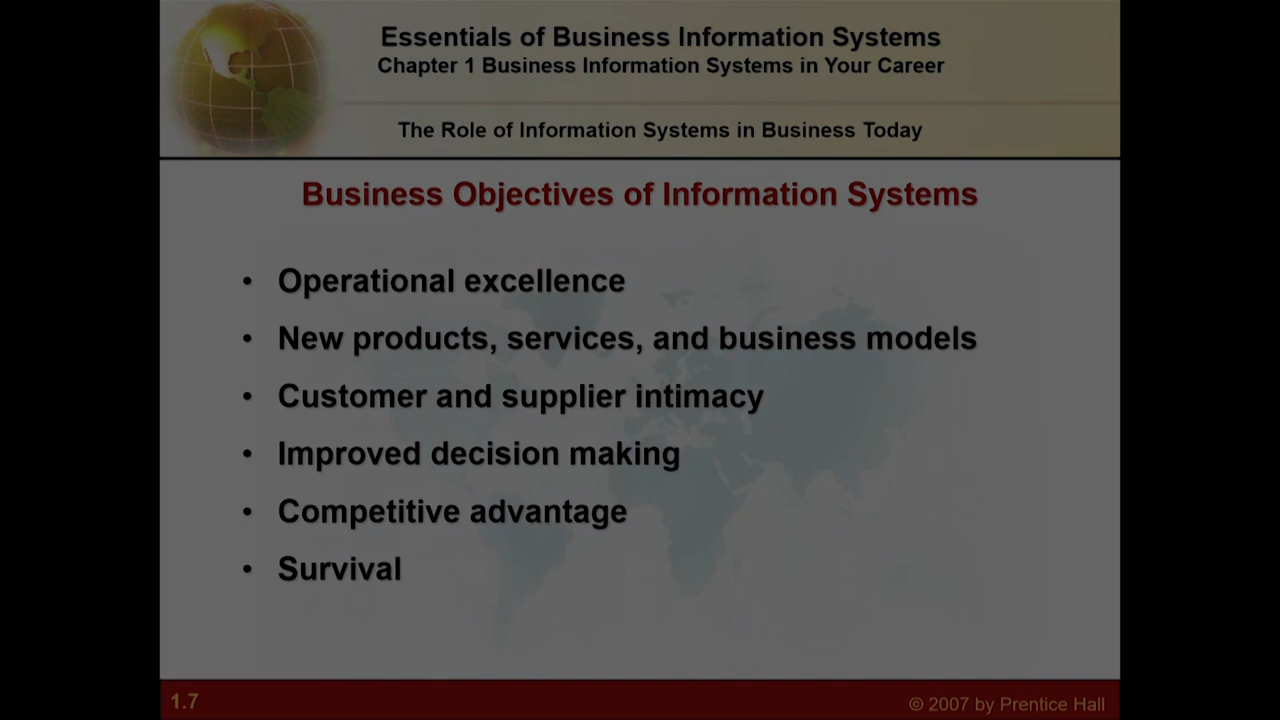 Essentials of Business Information Systems
Chapter 1 Business Information Systems in Your Career
The Role of Information Systems in Business Today
Business Objectives of Information Systems
• Operational excellence
• New products, services, and business models
• Customer and supplier intimacy
• Improved decision making
• Competitive advantage
• Survival
1.7
© 2007 by Prentice Hall